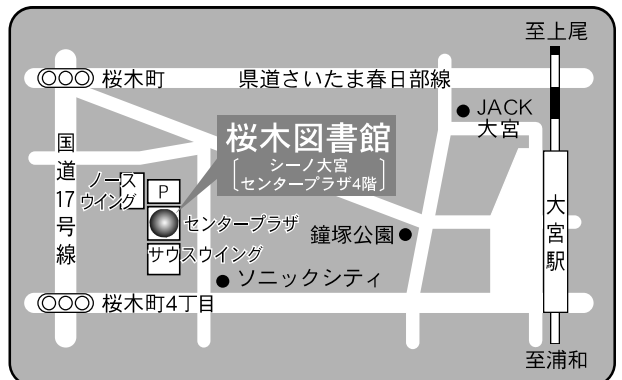 至上尾
桜木町
県道さいたま春日部線
JACK
大宮
桜木図書館
シーノ大宮
センタープラザ4階
国道17号線
ノース
ウイング
P
センタープラザ
サウスウイング
鐘塚公園
大宮駅
ソニックシティ
桜木町4丁目
至浦和